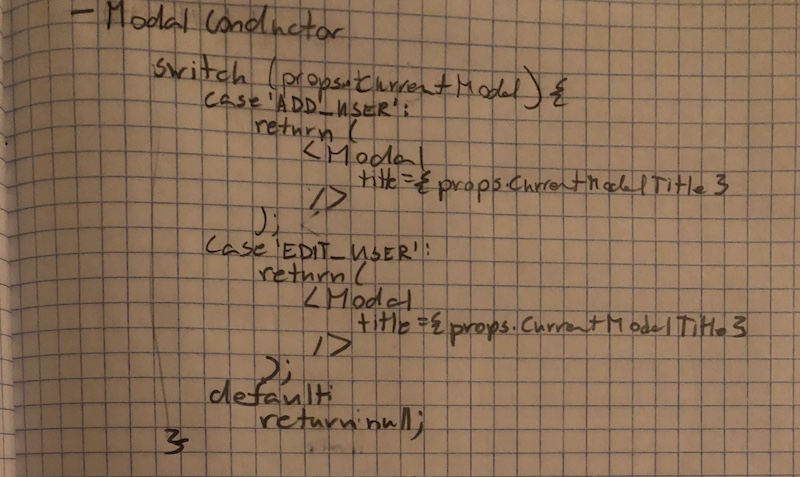 - Modal Conductor
switch (props.currentModal) {
case 'ADD_USER':
return (
<Modal
title={props.currentModalTitle}
/>
);
case 'EDIT_USER':
return (
<Modal
title={props.currentModalTitle}
/>
);
default:
return null;
}